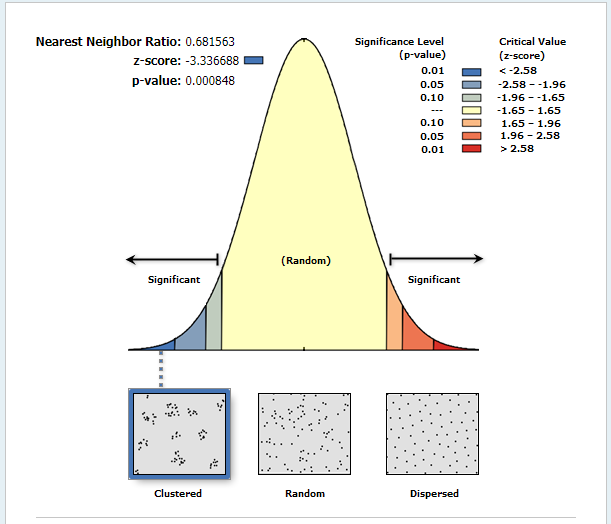 Nearest Neighbor Ratio: 0.681563
z-score: -3.336688
p-value: 0.000848
Significance Level
(p-value)
Critical Value
(z-score)
0.01 < -2.58
0.05 -2.58 – -1.96
0.10 -1.96 – -1.65
--- -1.65 – 1.65
0.10 1.65 – 1.96
0.05 1.96 – 2.58
0.01 > 2.58
(Random)
Significant
Significant
Clustered
Random
Dispersed